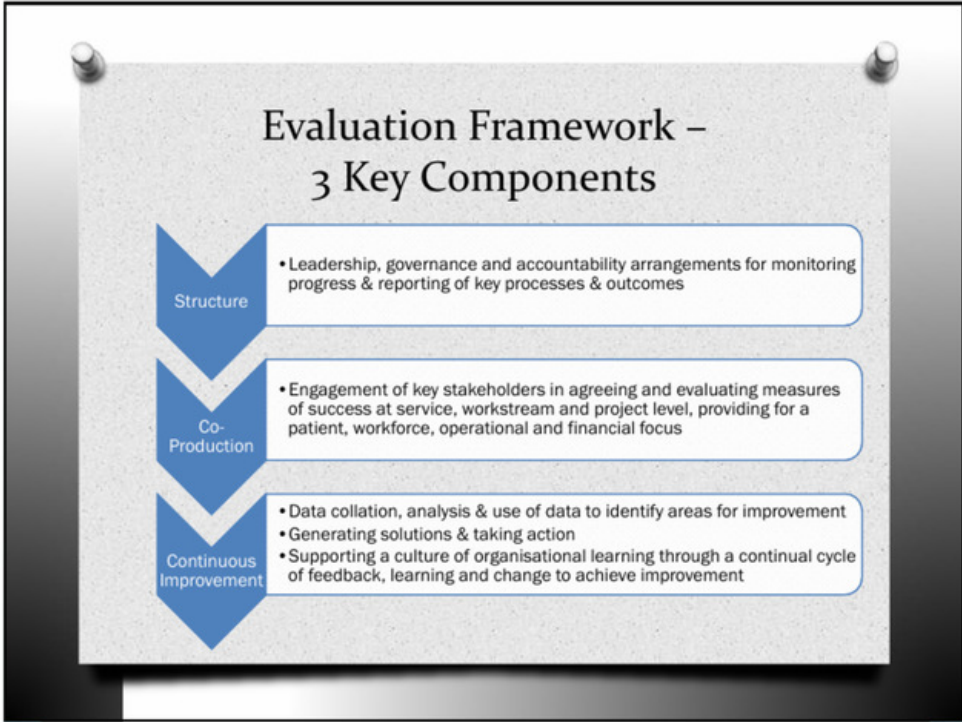 Evaluation Framework –
3 Key Components
Structure
•Leadership, governance and accountability arrangements for monitoring
progress & reporting of key processes & outcomes
Co-
Production
•Engagement of key stakeholders in agreeing and evaluating measures
of success at service, workstream and project level, providing for a
patient, workforce, operational and financial focus
Continuous
Improvement
•Data collation, analysis & use of data to identify areas for improvement
•Generating solutions & taking action
•Supporting a culture of organisational learning through a continual cycle
of feedback, learning and change to achieve improvement